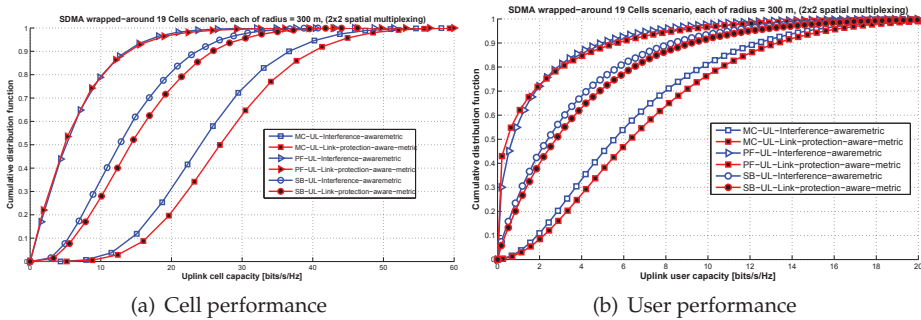 SDMA wrapped-around 19 Cells scenario, each of radius = 300 m, (2x2 spatial multiplexing)
Cumulative distribution function
1
0.9
0.8
0.7
0.6
0.5
0.4
0.3
0.2
0.1
0
MC-UL-Interference-awaremetric
MC-UL-Link-protection-aware-metric
PF-UL-Interference-awaremetric
PF-UL-Link-protection-aware-metric
SB-UL-Interference-awaremetric
SB-UL-Link-protection-aware-metric
0 10 20 30 40 50 60
Uplink cell capacity [bits/s/Hz]
(a) Cell performance
SDMA wrapped-around 19 Cells scenario, each of radius = 300 m, (2x2 spatial multiplexing)
Cumulative distribution function
1
0.9
0.8
0.7
0.6
0.5
0.4
0.3
0.2
0.1
0
MC-UL-Interference-awaremetric
MC-UL-Link-protection-aware-metric
PF-UL-Interference-awaremetric
PF-UL-Link-protection-aware-metric
SB-UL-Interference-awaremetric
SB-UL-Link-protection-aware-metric
0 2 4 6 8 10 12 14 16 18 20
Uplink user capacity [bits/s/Hz]
(b) User performance